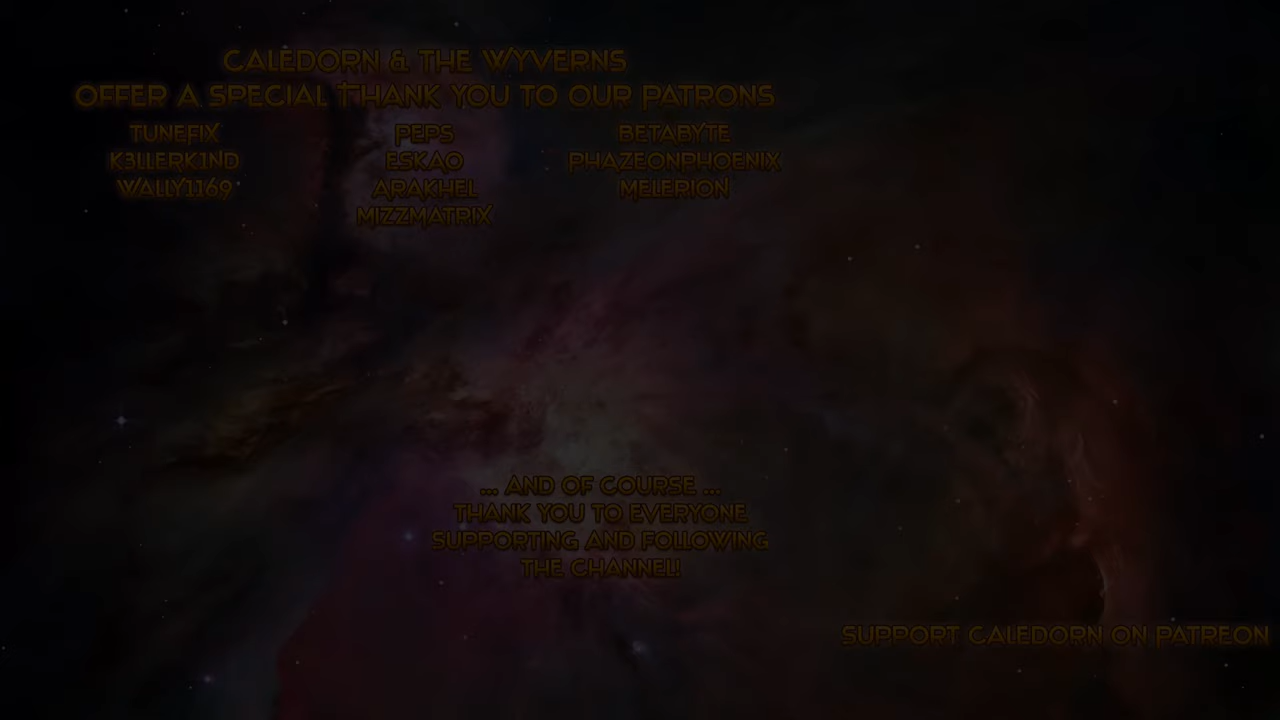 CALEDORN & THE WYVERNS
OFFER A SPECIAL THANK YOU TO OUR PATRONS
TUNEFIX PEPS BETABYTE
K3LLERK1ND ESKAO PHAZEONPHOENIX
WALLY1169 ARAKHEL MELERION
MIZZMATRIX
... AND OF COURSE ...
THANK YOU TO EVERYONE
SUPPORTING AND FOLLOWING
THE CHANNEL!
SUPPORT CALEDORN ON PATREON